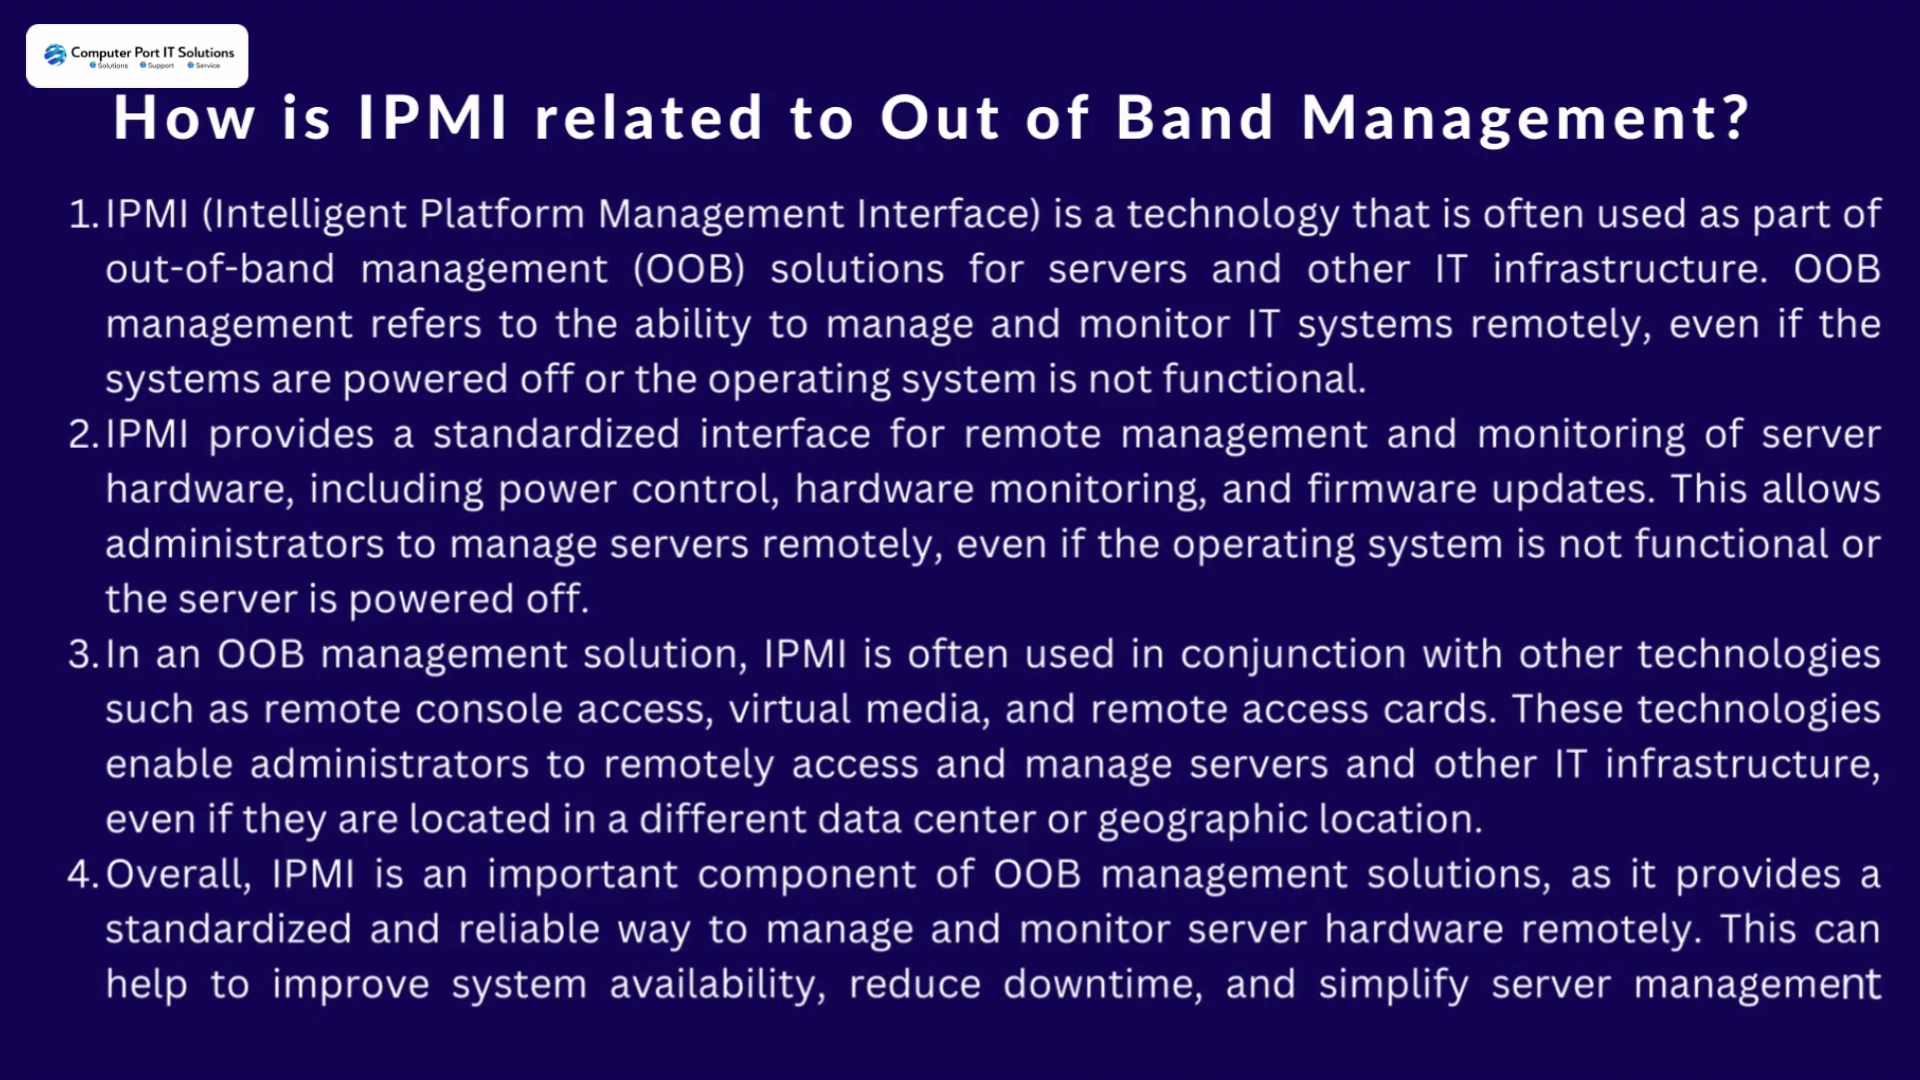 Computer Port IT Solutions
Solutions Support Service
How is IPMI related to Out of Band Management?
1. IPMI (Intelligent Platform Management Interface) is a technology that is often used as part of
out-of-band management (OOB) solutions for servers and other IT infrastructure. OOB
management refers to the ability to manage and monitor IT systems remotely, even if the
systems are powered off or the operating system is not functional.
2. IPMI provides a standardized interface for remote management and monitoring of server
hardware, including power control, hardware monitoring, and firmware updates. This allows
administrators to manage servers remotely, even if the operating system is not functional or
the server is powered off.
3. In an OOB management solution, IPMI is often used in conjunction with other technologies
such as remote console access, virtual media, and remote access cards. These technologies
enable administrators to remotely access and manage servers and other IT infrastructure,
even if they are located in a different data center or geographic location.
4. Overall, IPMI is an important component of OOB management solutions, as it provides a
standardized and reliable way to manage and monitor server hardware remotely. This can
help to improve system availability, reduce downtime, and simplify server management